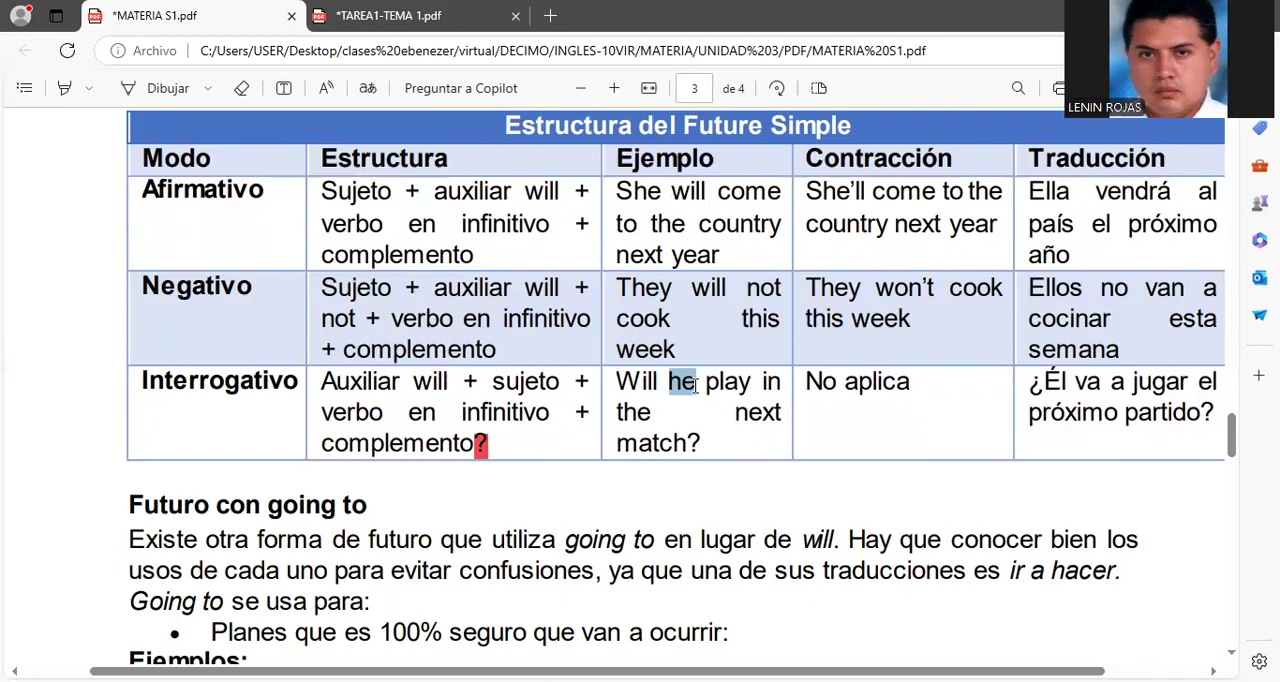 *MATERIA S1.pdf
*TAREA1-TEMA 1.pdf
Archivo C:/Users/USER/Desktop/clases%20ebenezer/virtual/DECIMO/INGLES-10VIR/MATERIA/UNIDAD%203/PDF/MATERIA%20S1.pdf
Dibujar Preguntar a Copilot 3 de 4
LENIN ROJAS
Estructura del Future Simple
Modo Estructura Ejemplo Contracción Traducción
Afirmativo Sujeto + auxiliar will + She will come She'll come to the Ella vendrá al
verbo en infinitivo + to the country country next year país el próximo
complemento next year año
Negativo Sujeto + auxiliar will + They will not They won't cook Ellos no van a
not + verbo en infinitivo cook this this week cocinar esta
+ complemento week semana
Interrogativo Auxiliar will + sujeto + Will he play in No aplica ¿Él va a jugar el
verbo en infinitivo + the next próximo partido?
complemento? match?
Futuro con going to
Existe otra forma de futuro que utiliza going to en lugar de will. Hay que conocer bien los
usos de cada uno para evitar confusiones, ya que una de sus traducciones es ir a hacer.
Going to se usa para:
• Planes que es 100% seguro que van a ocurrir:
Ejemplos: